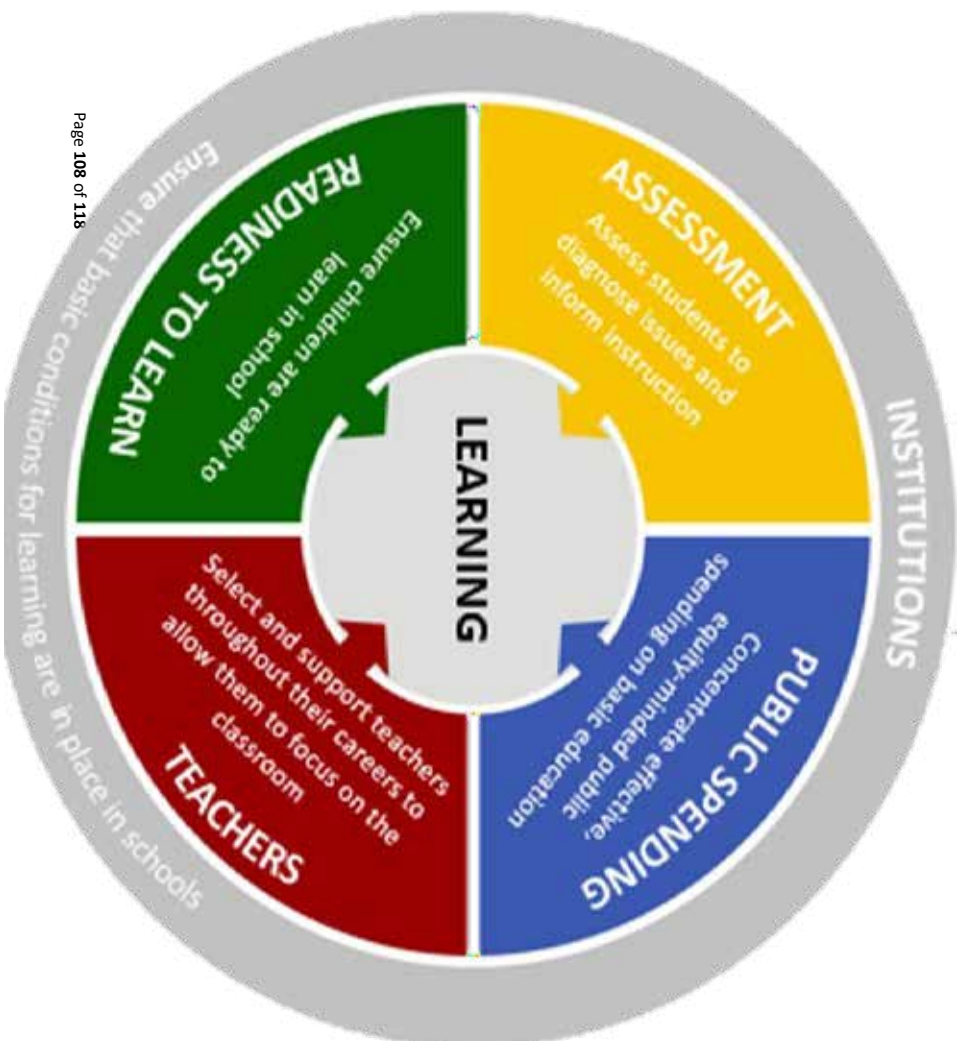 INSTITUTIONS
ASSESSMENT
Assess students to
diagnose issues and
inform instruction
PUBLIC SPENDING
Concentrate effective,
equity-minded public
spending on basic education
LEARNING
READINESS TO LEARN
Ensure children are ready to
learn in school
TEACHERS
Select and support teachers
throughout their careers to
allow them to focus on the
classroom
Ensure that basic conditions for learning are in place in schools
Page 108 of 118